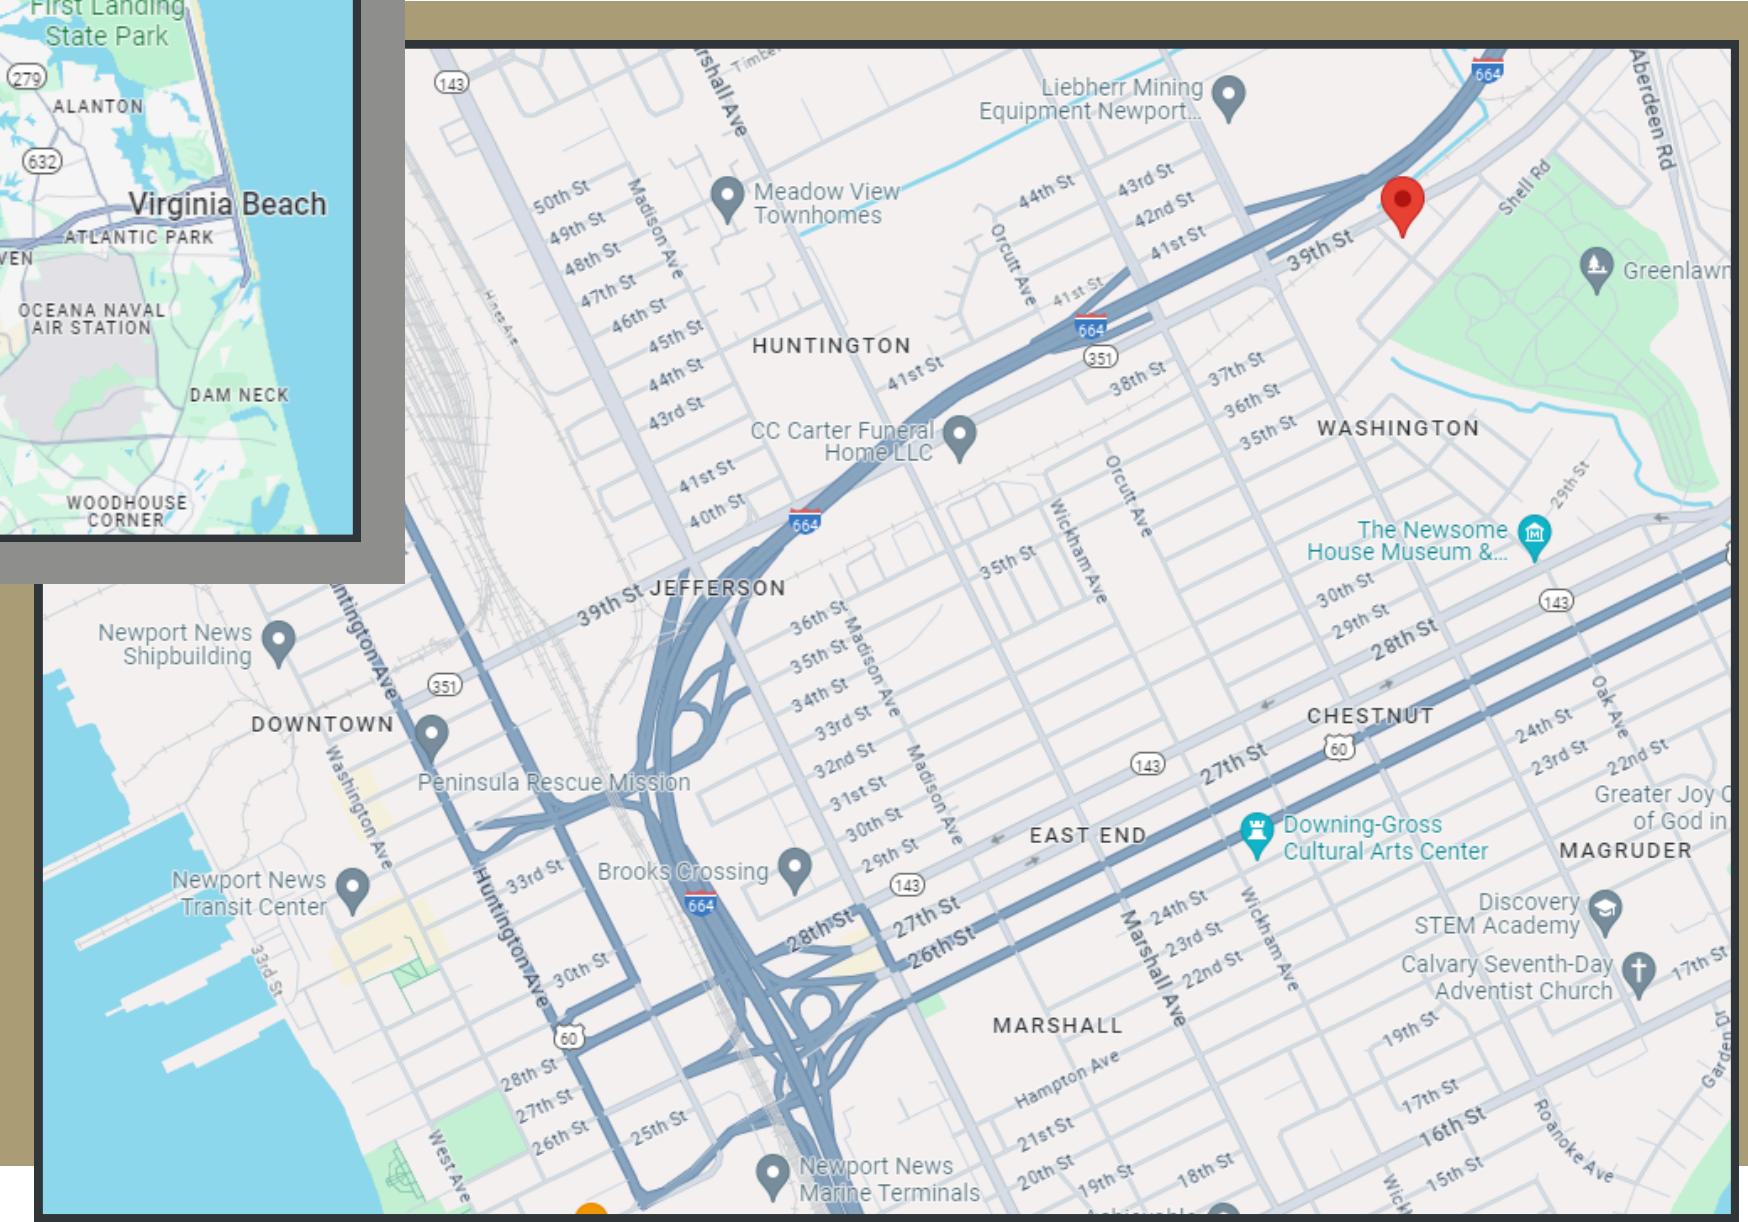 First Landing
State Park
279
ALANTON
632
Virginia Beach
ATLANTIC PARK
VEN
OCEANA NAVAL
AIR STATION
DAM NECK
WOODHOUSE
CORNER
143
Marshall Ave
Timber
Liebherr Mining
Equipment Newport...
664
Aberdeen Rd
50th St
Madison Ave
Meadow View
Townhomes
44th St
43rd St
42nd St
41st St
Shell Rd
49th St
48th St
47th St
46th St
45th St
44th St
43rd St
Hines Ave
Orcutt Ave
41st St
39th St
Greenlawn
HUNTINGTON
664
351
41st St
38th St
37th St
36th St
35th St
WASHINGTON
CC Carter Funeral
Home LLC
41st St
40th St
664
Orcutt Ave
Wickham Ave
29th St
The Newsome
House Museum &...
35th St
JEFFERSON
39th St
36th St
35th St
34th St
33rd St
32nd St
31st St
30th St
29th St
Madison Ave
Madison Ave
30th St
29th St
28th St
143
Newport News
Shipbuilding
Huntington Ave
351
DOWNTOWN
Washington Ave
Peninsula Rescue Mission
CHESTNUT
60
Oak Ave
24th St
23rd St
22nd St
143
27th St
Greater Joy C
of God in
EAST END
Downing-Gross
Cultural Arts Center
MAGRUDER
Brooks Crossing
33rd St
Newport News
Transit Center
143
664
28th St
27th St
26th St
Huntington Ave
33rd St
30th St
24th St
23rd St
22nd St
Wickham Ave
Marshall Ave
Discovery
STEM Academy
Calvary Seventh-Day
Adventist Church
17th St
60
MARSHALL
19th St
Garden Dr
28th St
27th St
26th St
25th St
Hampton Ave
17th St
16th St
Roanoke Ave
West Ave
21st St
20th St
19th St
18th St
15th St
Wick
Newport News
Marine Terminals
Achievable